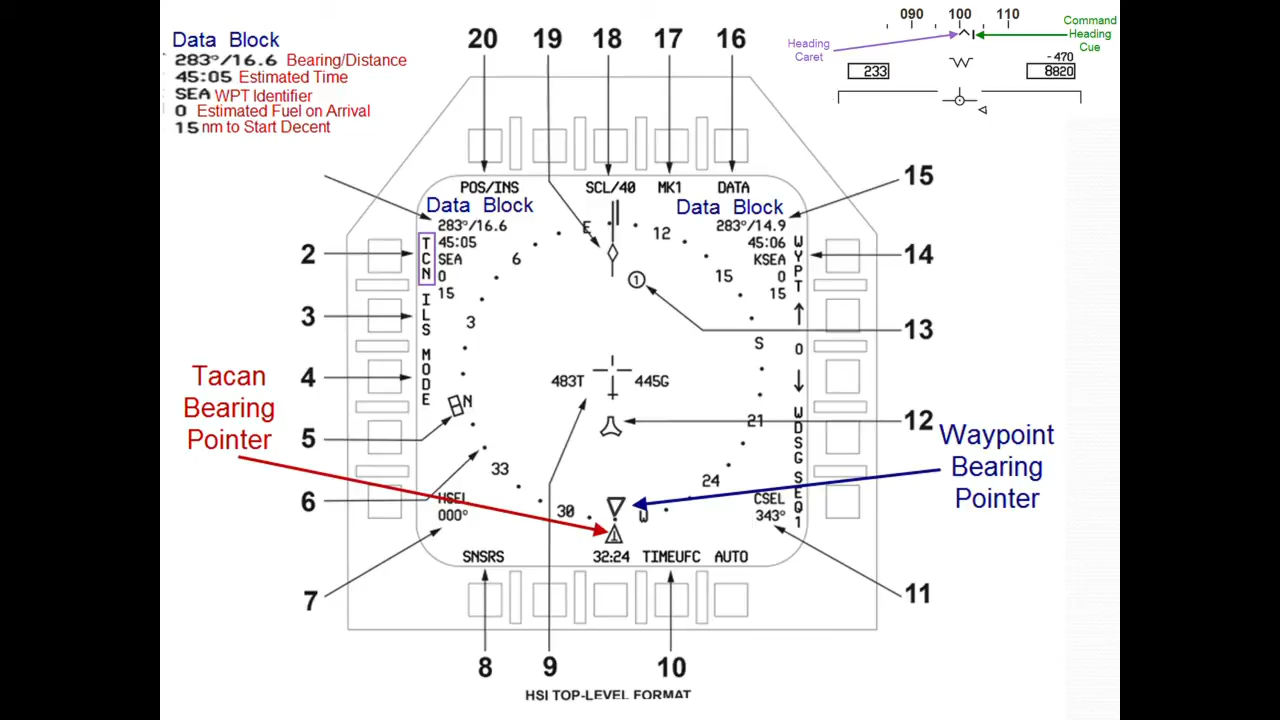 Data Block
283°/16.6 Bearing/Distance
45:05 Estimated Time
SEA WPT Identifier
0 Estimated Fuel on Arrival
15 nm to Start Decent
20 19 18 17 16
090 100 110
Heading Caret
Command Heading Cue
233
-470
8820
POS/INS SCL/40 MK1 DATA
Data Block
283°/16.6
45:05
SEA
0
15
Data Block
283°/14.9
45:06
KSEA
0
15
15
2
TCN
WYPT
14
3
ILS
13
4
MODE
0
5
12
6
WDSG
SEQ1
7
11
E
12
6
15
3
S
N
21
33
24
30
W
1
483T 445G
Tacan Bearing Pointer
Waypoint Bearing Pointer
HSEL
000°
CSEL
343°
SNSRS 32:24 TIMEUFC AUTO
8 9 10
HSI TOP-LEVEL FORMAT